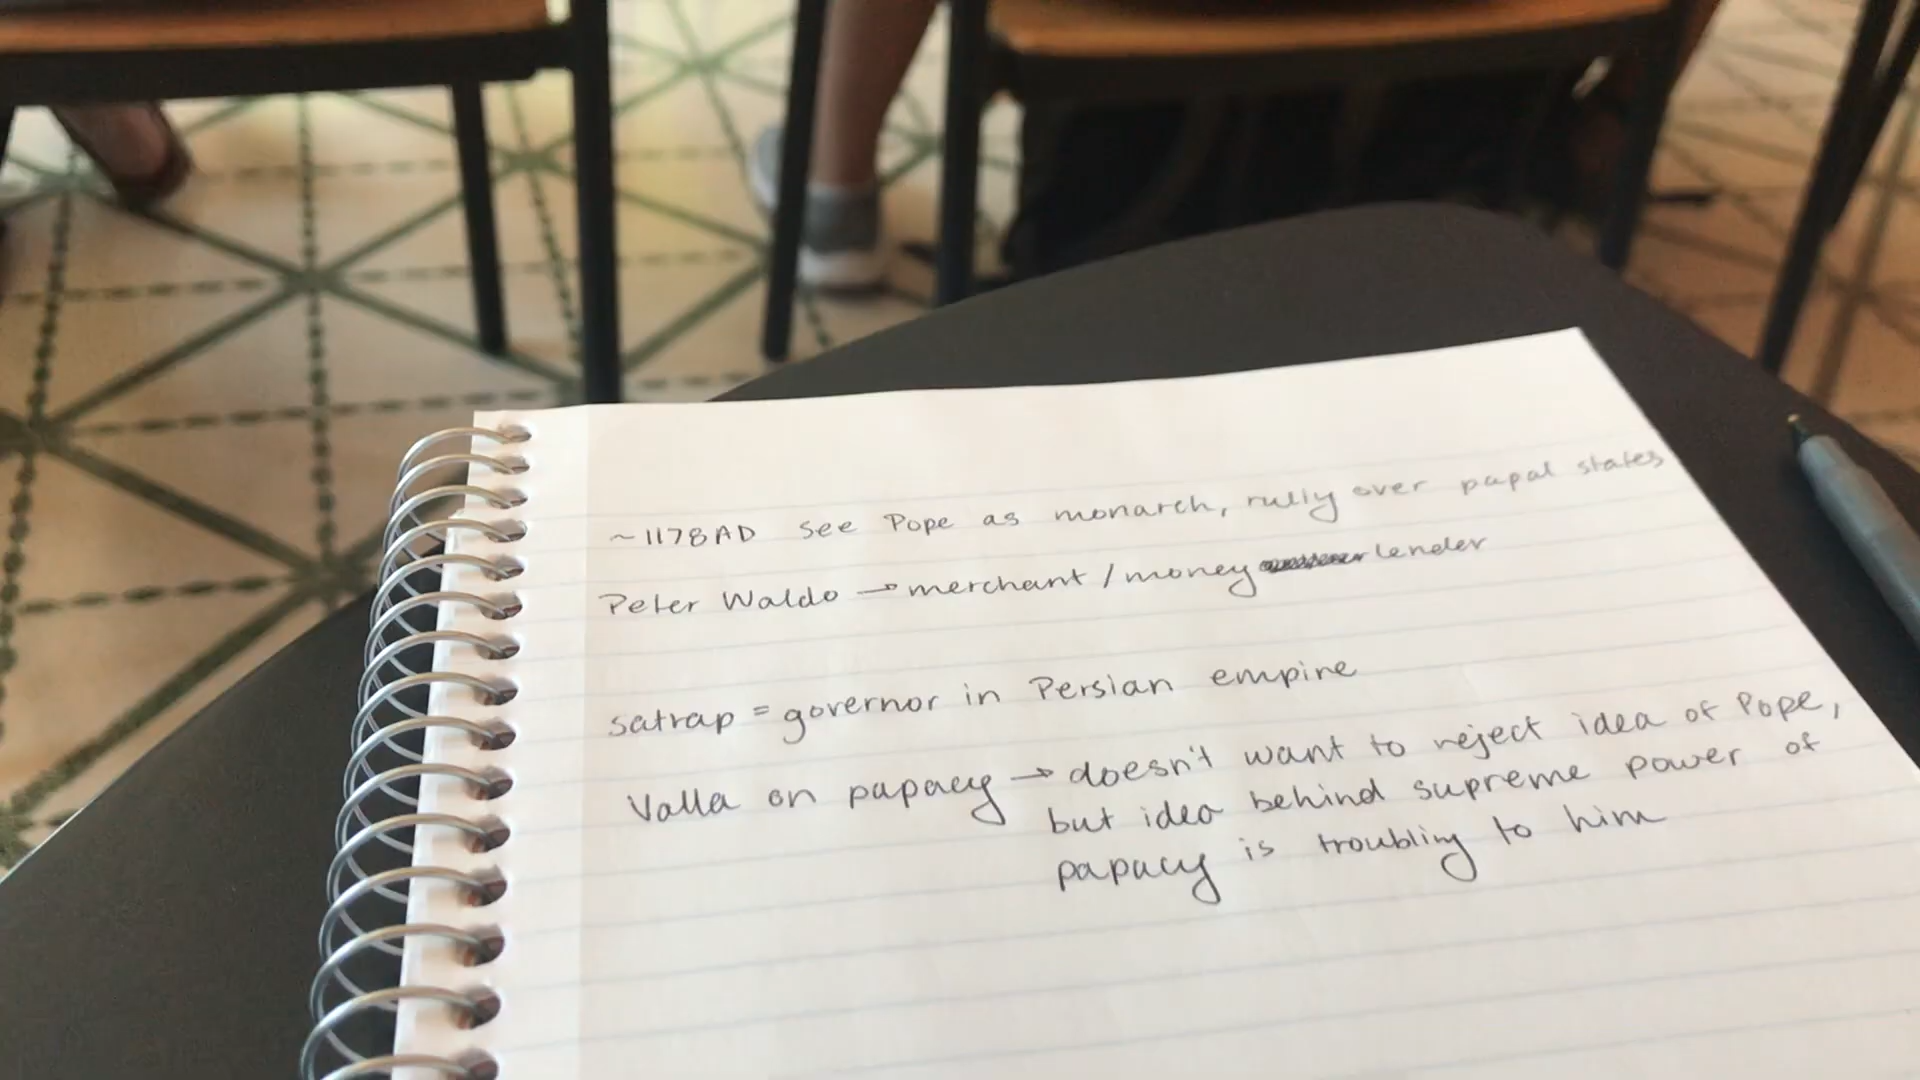 ~1178AD see Pope as monarch, rully over papal states
Peter Waldo → merchant / money lender
satrap = governor in Persian empire
Valla on papacy → doesn't want to reject idea of Pope,
but idea behind supreme power of
papacy is troubling to him